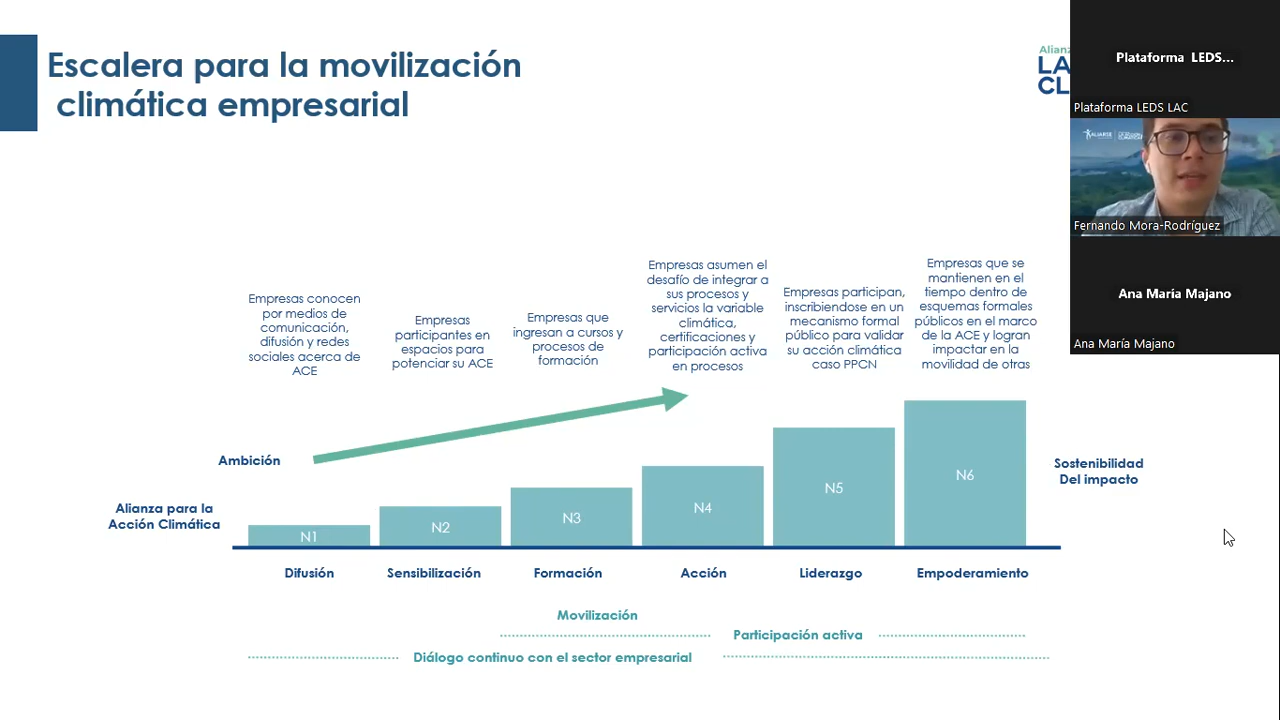 Escalera para la movilización
climática empresarial
Plataforma LEDS...
Plataforma LEDS LAC
Fernando Mora-Rodríguez
Ana María Majano
Ana María Majano
Empresas conocen
por medios de
comunicación,
difusión y redes
sociales acerca de
ACE
Empresas
participantes en
espacios para
potenciar su ACE
Empresas que
ingresan a cursos y
procesos de
formación
Empresas asumen el
desafío de integrar a
sus procesos y
servicios la variable
climática,
certificaciones y
participación activa
en procesos
Empresas participan,
inscribiendose en un
mecanismo formal
público para validar
su acción climática
caso PPCN
Empresas que se
mantienen en el
tiempo dentro de
esquemas formales
públicos en el marco
de la ACE y logran
impactar en la
movilidad de otras
Ambición
Alianza para la
Acción Climática
N1
N2
N3
N4
N5
N6
Sostenibilidad
Del impacto
Difusión
Sensibilización
Formación
Acción
Liderazgo
Empoderamiento
Movilización
Participación activa
Diálogo continuo con el sector empresarial